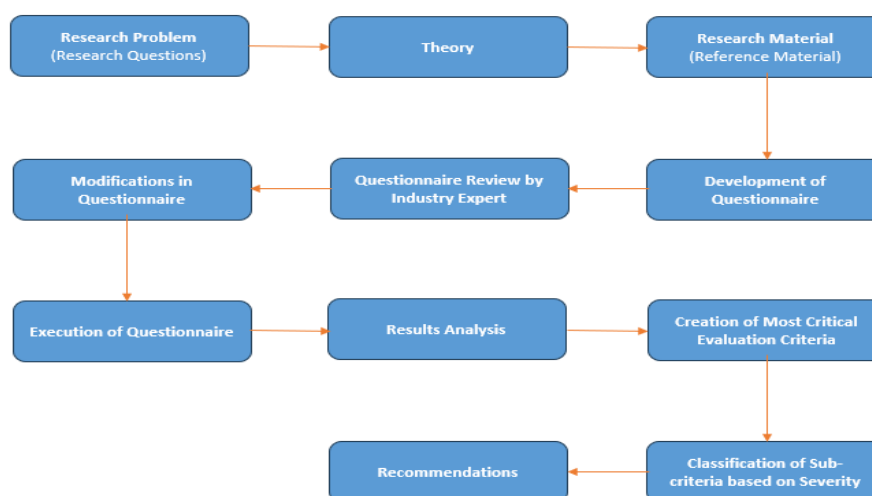 Research Problem
(Research Questions)
Theory
Research Material
(Reference Material)
Development of
Questionnaire
Questionnaire Review by
Industry Expert
Modifications in
Questionnaire
Execution of Questionnaire
Results Analysis
Creation of Most Critical
Evaluation Criteria
Classification of Sub-
criteria based on Severity
Recommendations